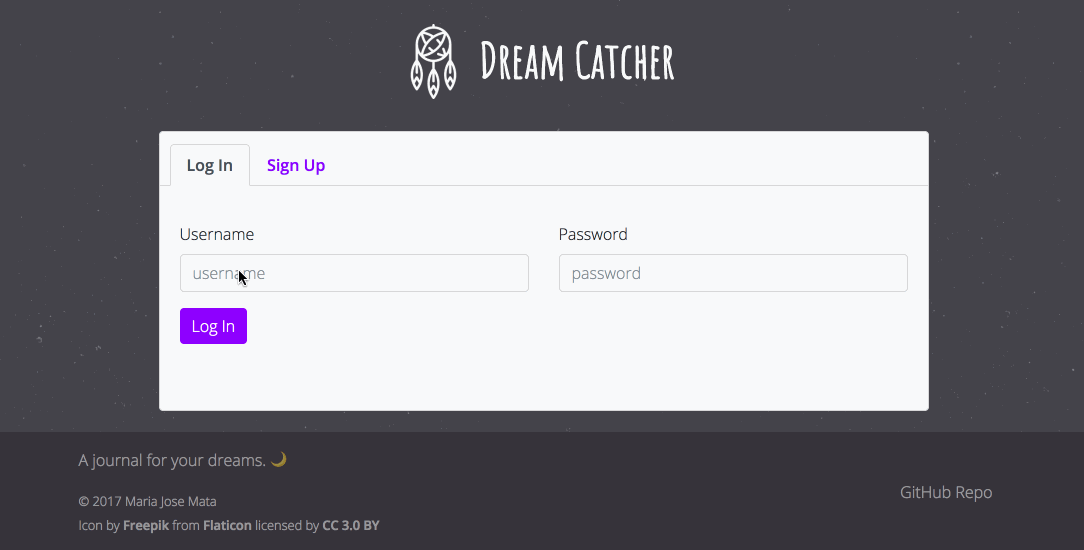 Dream Catcher
Log In Sign Up
Username Password
username password
Log In
A journal for your dreams. 🌙
© 2017 Maria Jose Mata
GitHub Repo
Icon by Freepik from Flaticon licensed by CC 3.0 BY